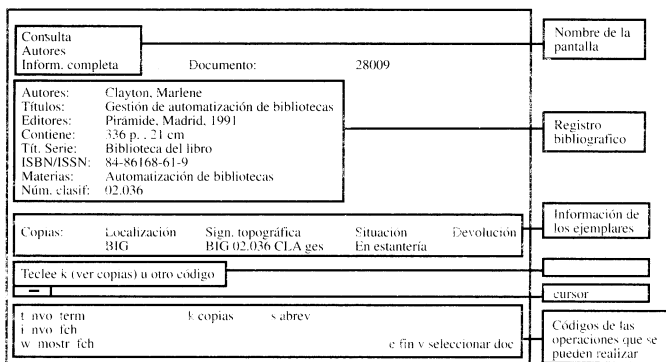 Consulta
Autores
Inform. completa Documento: 28009
Nombre de la
pantalla
Autores: Clayton, Marlene
Títulos: Gestión de automatización de bibliotecas
Editores: Pirámide, Madrid, 1991
Contiene: 336 p. . 21 cm
Tít. Serie: Biblioteca del libro
ISBN/ISSN: 84-86168-61-9
Materias: Automatización de bibliotecas
Núm. clasif: 02.036
Registro
bibliografico
Copias: Localización Sign. topográfica Situacion Devolución
BIG BIG 02.036 CLA ges En estantería
Información de
los ejemplares
Teclee k (ver copias) u otro código
cursor
t nvo term k copias s abrev
i nvo fch
w mostr fch e fin v seleccionar doc
Códigos de las
operaciones que se
pueden realizar